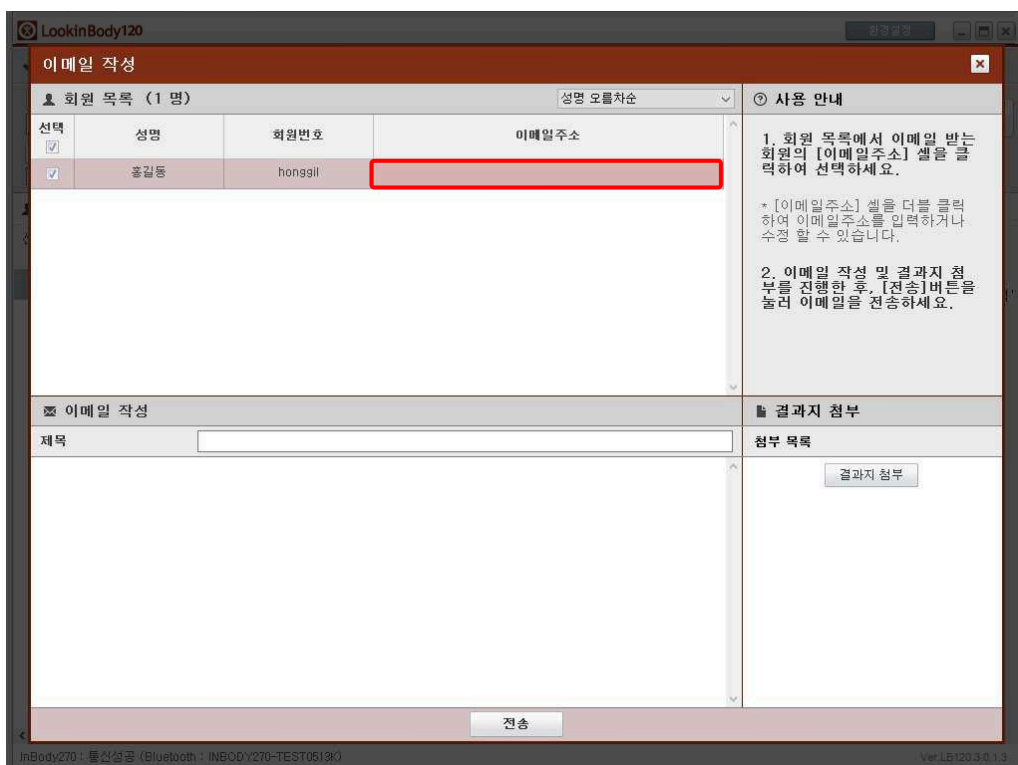 LookinBody120
환경설정
이메일 작성
회원 목록 (1 명)
성명 오름차순
사용 안내
선택
성명
회원번호
이메일주소
홍길동
honggil
1. 회원 목록에서 이메일 받는
회원의 [이메일주소] 셀을 클
릭하여 선택하세요.
* [이메일주소] 셀을 더블 클릭
하여 이메일주소를 입력하거나
수정 할 수 있습니다.
2. 이메일 작성 및 결과지 첨
부를 진행한 후, [전송]버튼을
눌러 이메일을 전송하세요.
이메일 작성
결과지 첨부
제목
첨부 목록
결과지 첨부
전송
InBody270 : 통신성공 (Bluetooth : INBODY270-TEST0513K)
Ver.LB120.3.0.1.3